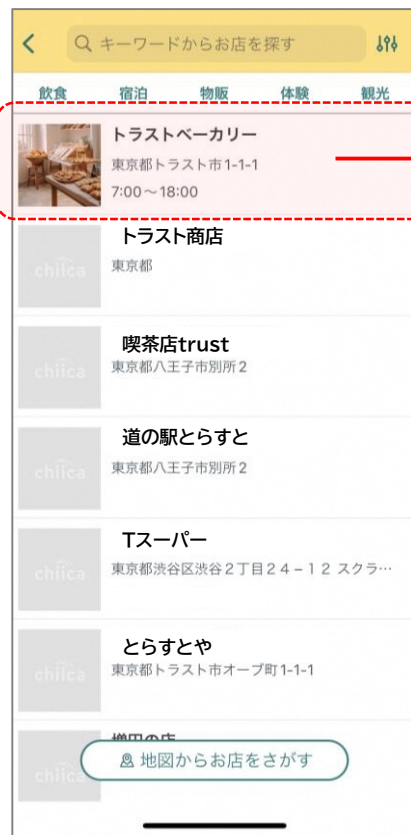 キーワードからお店を探す
飲食 宿泊 物販 体験 観光
トラストベーカリー
東京都トラスト市1-1-1
7:00～18:00
chiica
トラスト商店
東京都
chiica
喫茶店trust
東京都八王子市別所2
chiica
道の駅とらすと
東京都八王子市別所2
chiica
Tスーパー
東京都渋谷区渋谷2丁目24－12 スクラ…
chiica
とらすとや
東京都トラスト市オーブ町1-1-1
chiica
地図からお店をさがす